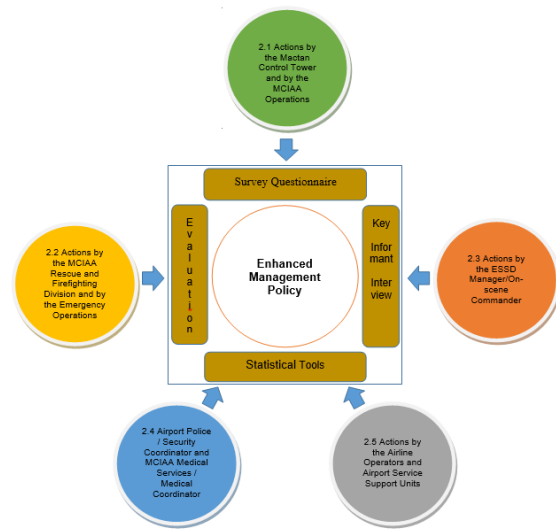 2.1 Actions by
the Mactan
Control Tower
and by the
MCIAA
Operations
Survey Questionnaire
E
v
a
l
u
a
t
i
o
n
Key
Infor
mant
Inter
view
Enhanced
Management
Policy
Statistical Tools
2.2 Actions by
the MCIAA
Rescue and
Firefighting
Division and by
the Emergency
Operations
2.3 Actions by
the ESSD
Manager/On-
scene
Commander
2.4 Airport Police
/ Security
Coordinator and
MCIAA Medical
Services /
Medical
Coordinator
2.5 Actions by
the Airline
Operators and
Airport Service
Support Units